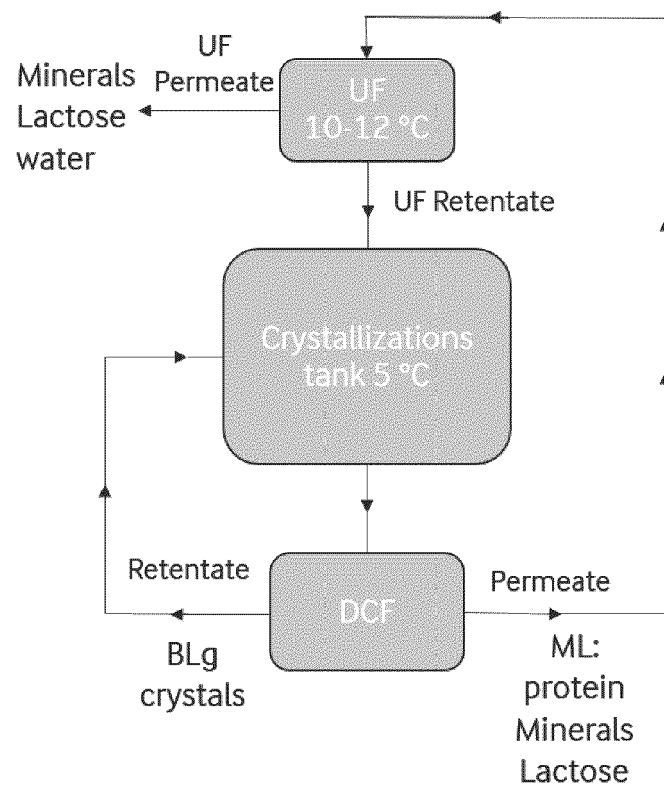 UF
Permeate
Minerals
Lactose
water
UF
10-12 °C
UF Retentate
Crystallizations
tank 5 °C
Retentate
DCF
Permeate
BLg
crystals
ML:
protein
Minerals
Lactose